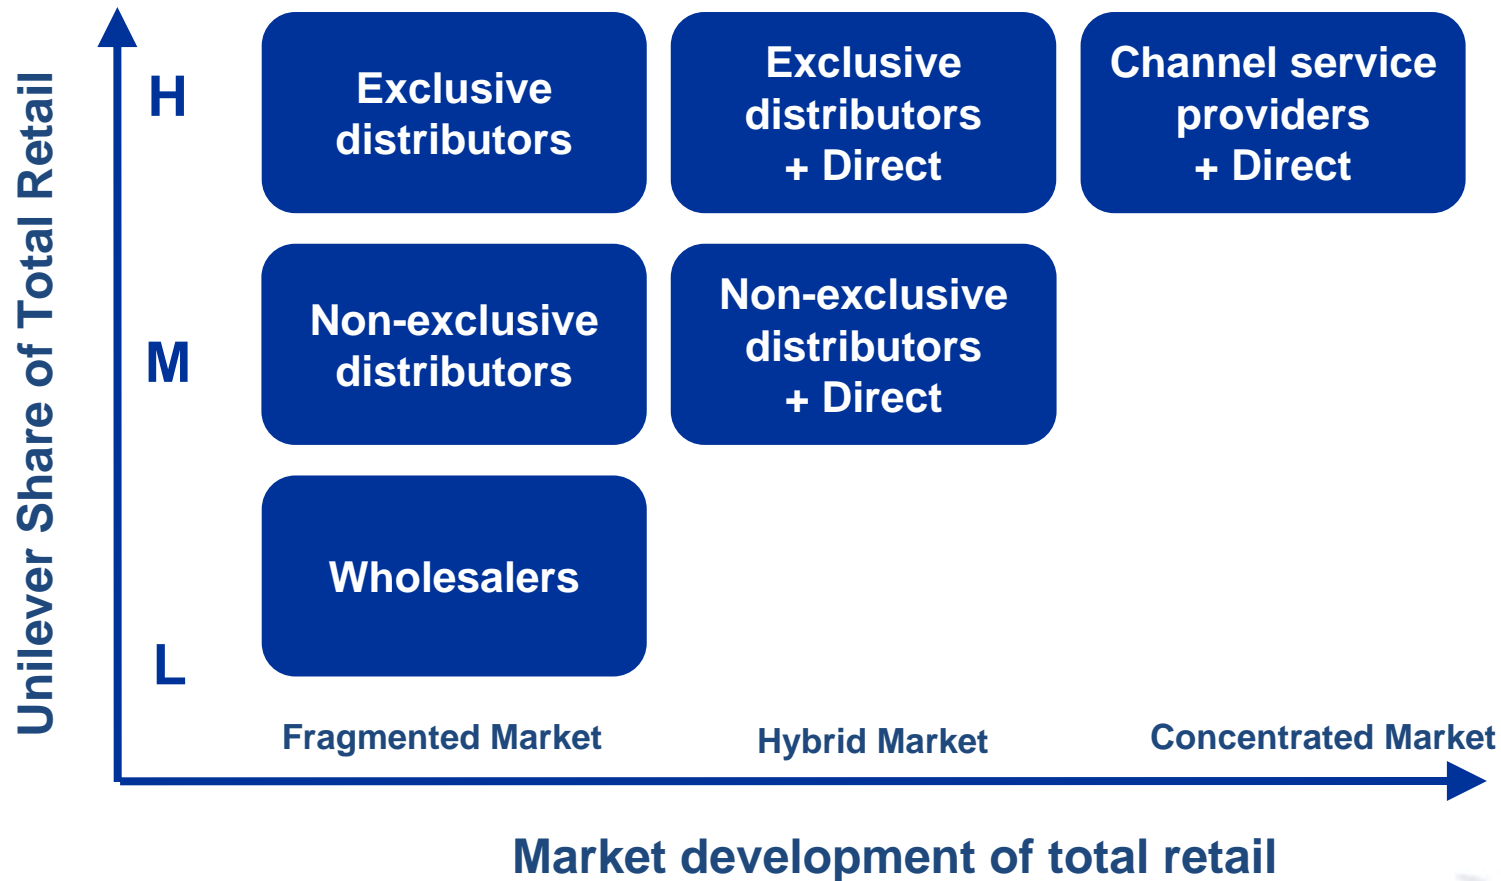 Unilever Share of Total Retail
H
Exclusive
distributors
Exclusive
distributors
+ Direct
Channel service
providers
+ Direct
M
Non-exclusive
distributors
Non-exclusive
distributors
+ Direct
L
Wholesalers
Fragmented Market
Hybrid Market
Concentrated Market
Market development of total retail